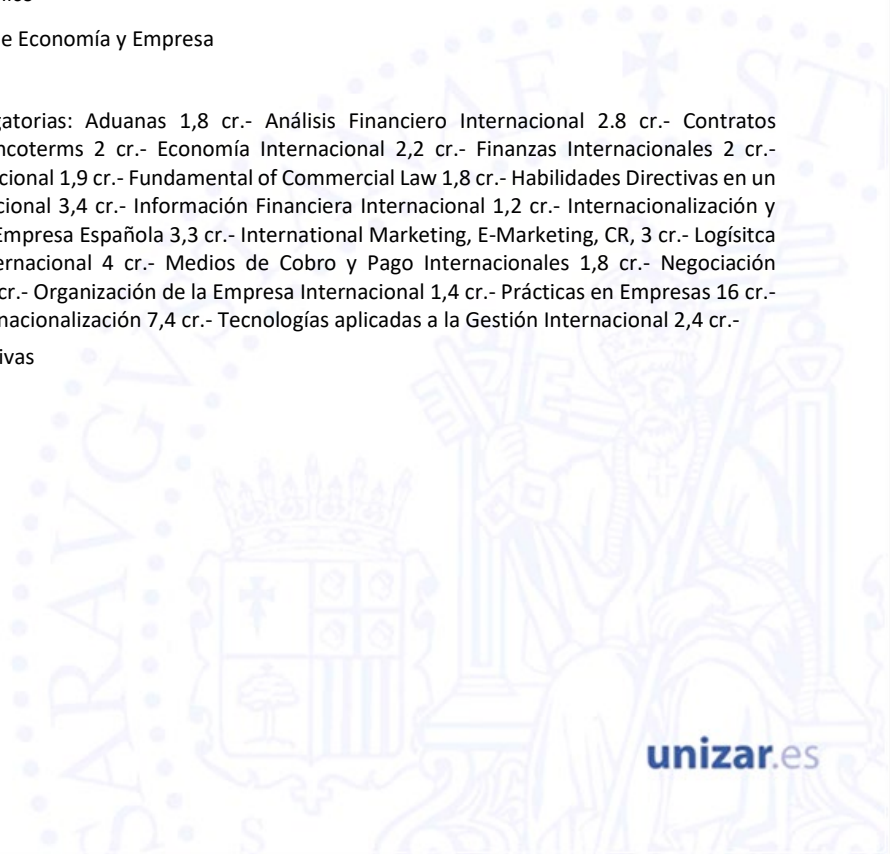 e Economía y Empresa
gatorias: Aduanas 1,8 cr.- Análisis Financiero Internacional 2.8 cr.- Contratos
ncoterms 2 cr.- Economía Internacional 2,2 cr.- Finanzas Internacionales 2 cr.-
cional 1,9 cr.- Fundamental of Commercial Law 1,8 cr.- Habilidades Directivas en un
cional 3,4 cr.- Información Financiera Internacional 1,2 cr.- Internacionalización y
Empresa Española 3,3 cr.- International Marketing, E-Marketing, CR, 3 cr.- Logísitca
ernacional 4 cr.- Medios de Cobro y Pago Internacionales 1,8 cr.- Negociación
cr.- Organización de la Empresa Internacional 1,4 cr.- Prácticas en Empresas 16 cr.-
nacionalización 7,4 cr.- Tecnologías aplicadas a la Gestión Internacional 2,4 cr.-
ivas
unizar.es